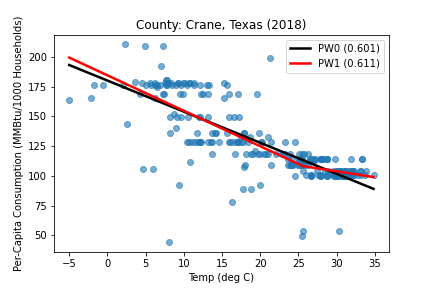 County: Crane, Texas (2018)
PW0 (0.601)
PW1 (0.611)
Per-Capita Consumption (MMBtu/1000 Households)
200
175
150
125
100
75
50
−5 0 5 10 15 20 25 30 35
Temp (deg C)